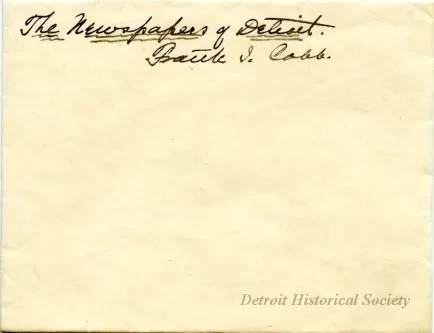 The Newspapers of Detroit.
Frank I. Cobb.
Detroit Historical Society